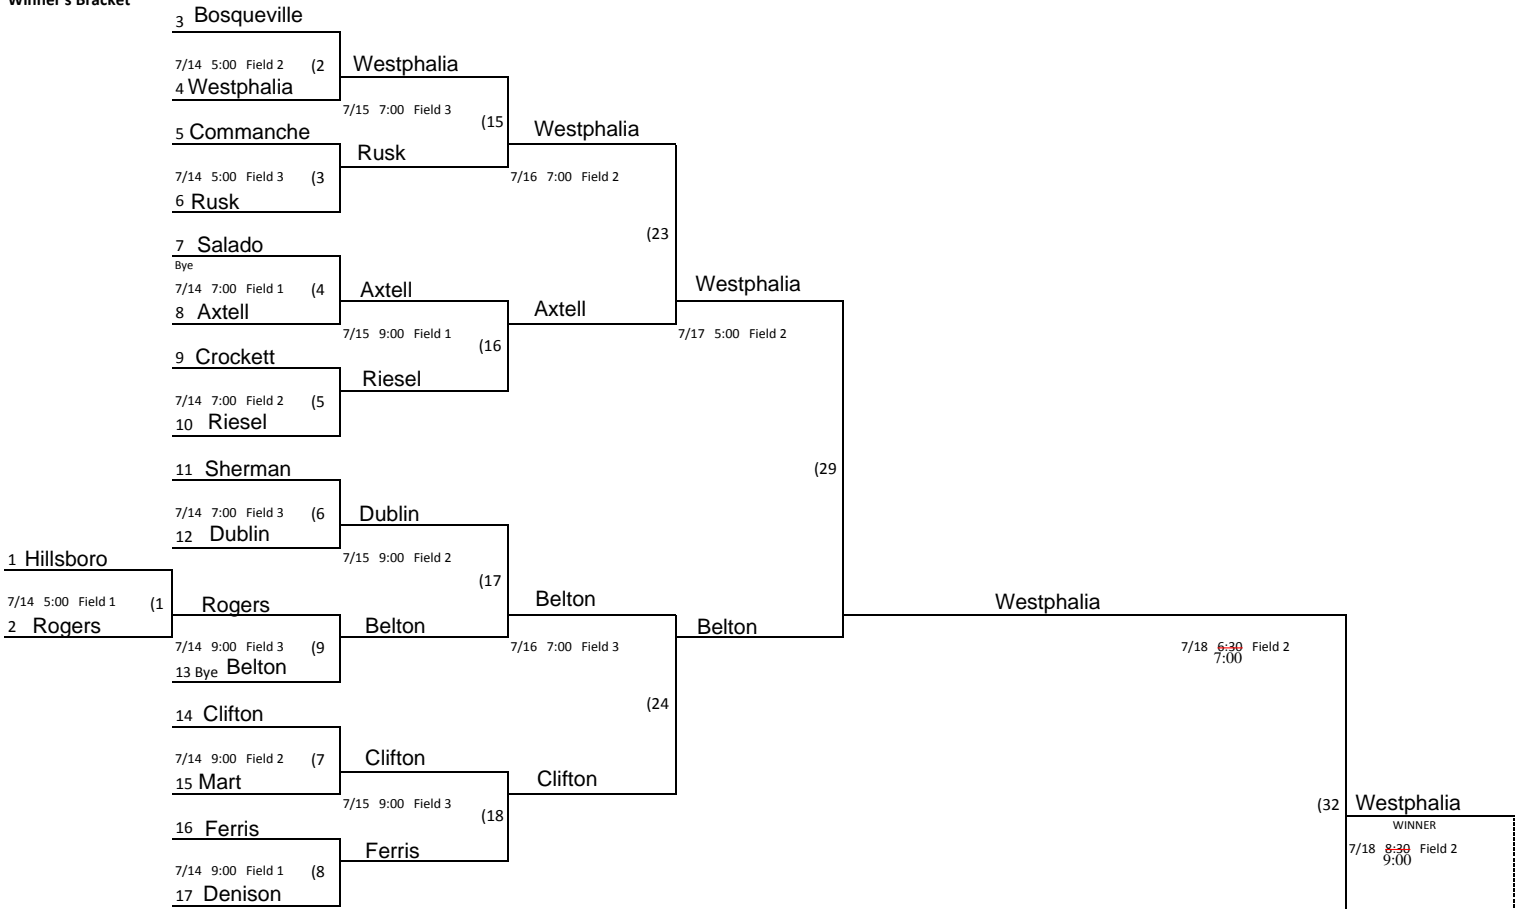 Winner's Bracket
3 Bosqueville
7/14 5:00 Field 2 (2
Westphalia
4 Westphalia
7/15 7:00 Field 3
(15
Westphalia
5 Commanche
Rusk
7/14 5:00 Field 3 (3
7/16 7:00 Field 2
6 Rusk
(23
7 Salado
Bye
7/14 7:00 Field 1 (4
Axtell
Westphalia
8 Axtell
Axtell
7/15 9:00 Field 1
(16
7/17 5:00 Field 2
9 Crockett
Riesel
7/14 7:00 Field 2 (5
10 Riesel
11 Sherman
(29
7/14 7:00 Field 3 (6
Dublin
12 Dublin
1 Hillsboro
7/15 9:00 Field 2
(17
7/14 5:00 Field 1 (1
Rogers
Belton
Westphalia
2 Rogers
Belton
Belton
7/14 9:00 Field 3 (9
7/16 7:00 Field 3
7/18 6:30 Field 2
7:00
13 Bye Belton
(24
14 Clifton
7/14 9:00 Field 2 (7
Clifton
15 Mart
Clifton
7/15 9:00 Field 3
(18
(32 Westphalia
WINNER
16 Ferris
Ferris
7/18 8:30 Field 2
9:00
7/14 9:00 Field 1 (8
17 Denison